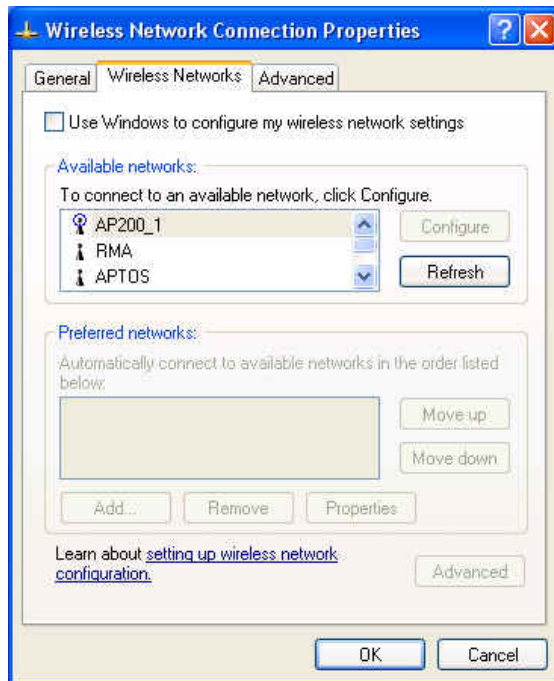 Wireless Network Connection Properties
General
Wireless Networks
Advanced
Use Windows to configure my wireless network settings
Available networks:
To connect to an available network, click Configure.
AP200_1
RMA
APTOS
Configure
Refresh
Preferred networks:
Automatically connect to available networks in the order listed
below:
Move up
Move down
Add...
Remove
Properties
Learn about setting up wireless network
configuration.
Advanced
OK
Cancel